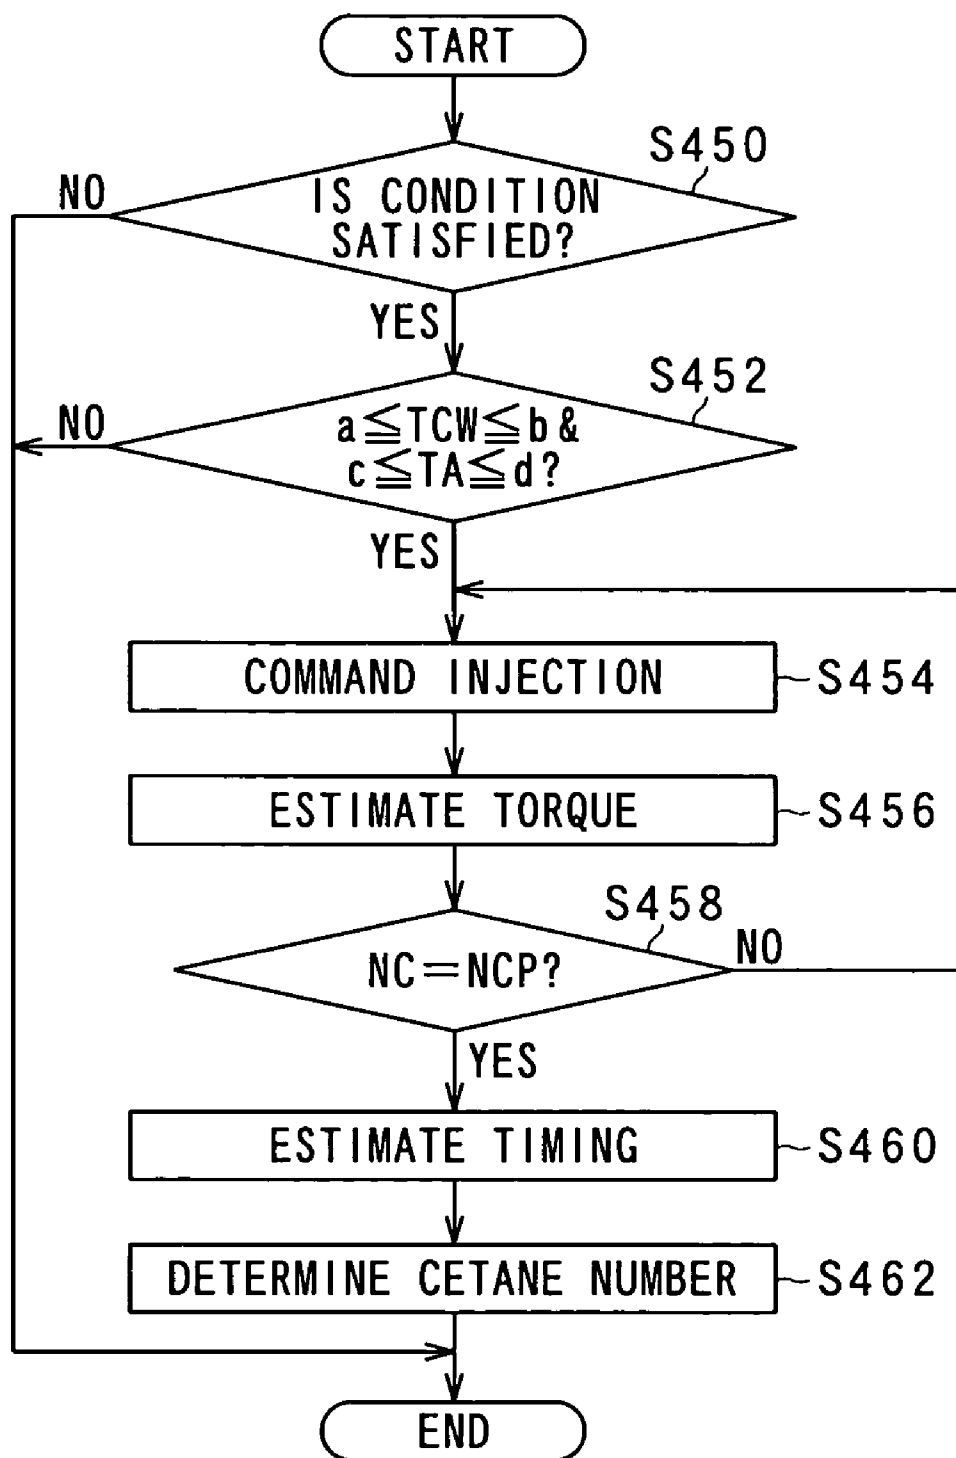 START
S450
NO
IS CONDITION
SATISFIED?
YES
S452
NO
a≦TCW≦b &
c≦TA≦d?
YES
COMMAND INJECTION
S454
ESTIMATE TORQUE
S456
S458
NC=NCP?
NO
YES
ESTIMATE TIMING
S460
DETERMINE CETANE NUMBER
S462
END